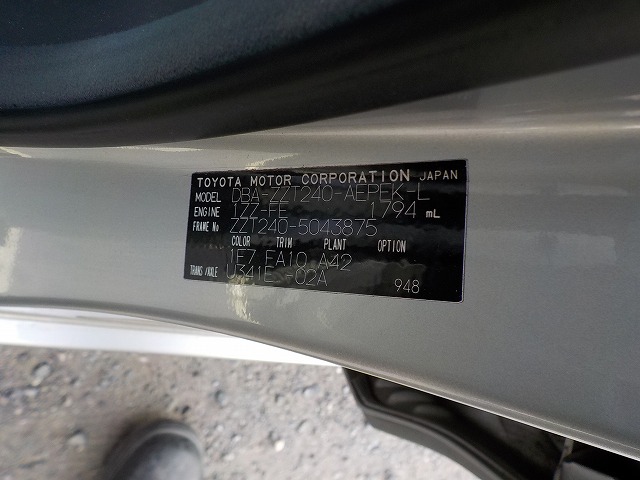 TOYOTA MOTOR CORPORATION JAPAN
MODEL DBA-ZZT240-AEPEK-L
ENGINE 1ZZ-FE 1794 mL
FRAME No ZZT240-5043875
COLOR TRIM PLANT OPTION
1F7 FA10 A42
TRANS/AXLE U341E -02A
948